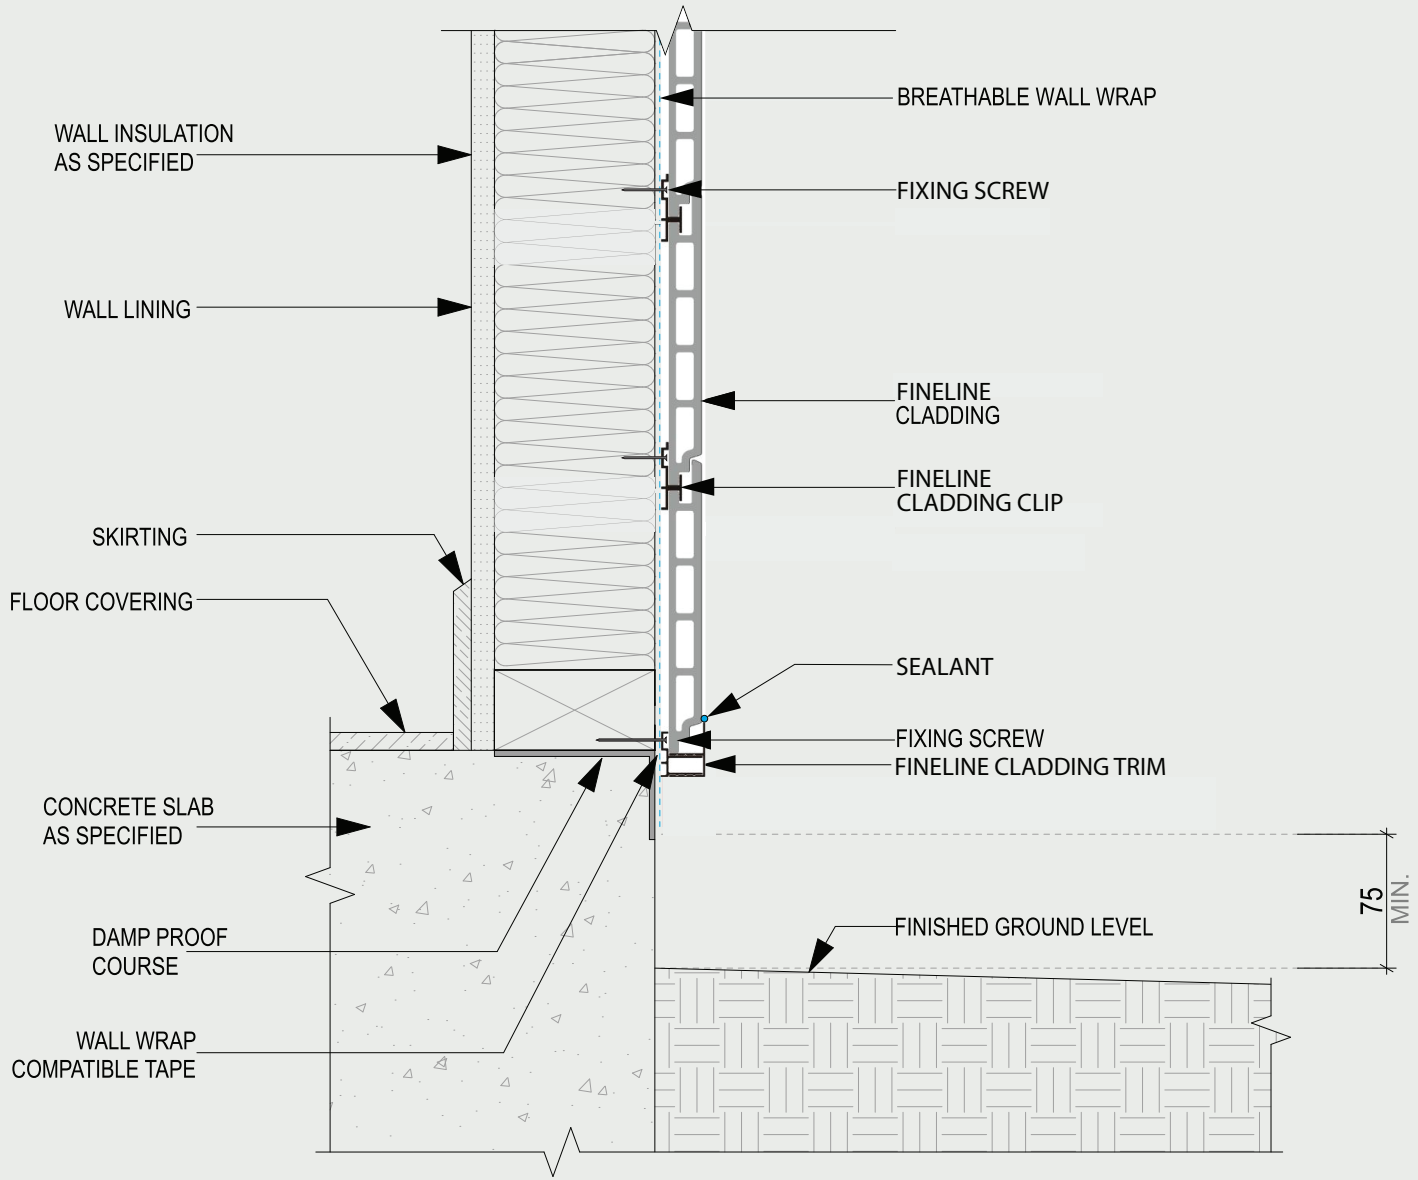 BREATHABLE WALL WRAP
WALL INSULATION
AS SPECIFIED
FIXING SCREW
WALL LINING
FINELINE
CLADDING
FINELINE
CLADDING CLIP
SKIRTING
FLOOR COVERING
SEALANT
FIXING SCREW
FINELINE CLADDING TRIM
CONCRETE SLAB
AS SPECIFIED
75
MIN.
FINISHED GROUND LEVEL
DAMP PROOF
COURSE
WALL WRAP
COMPATIBLE TAPE